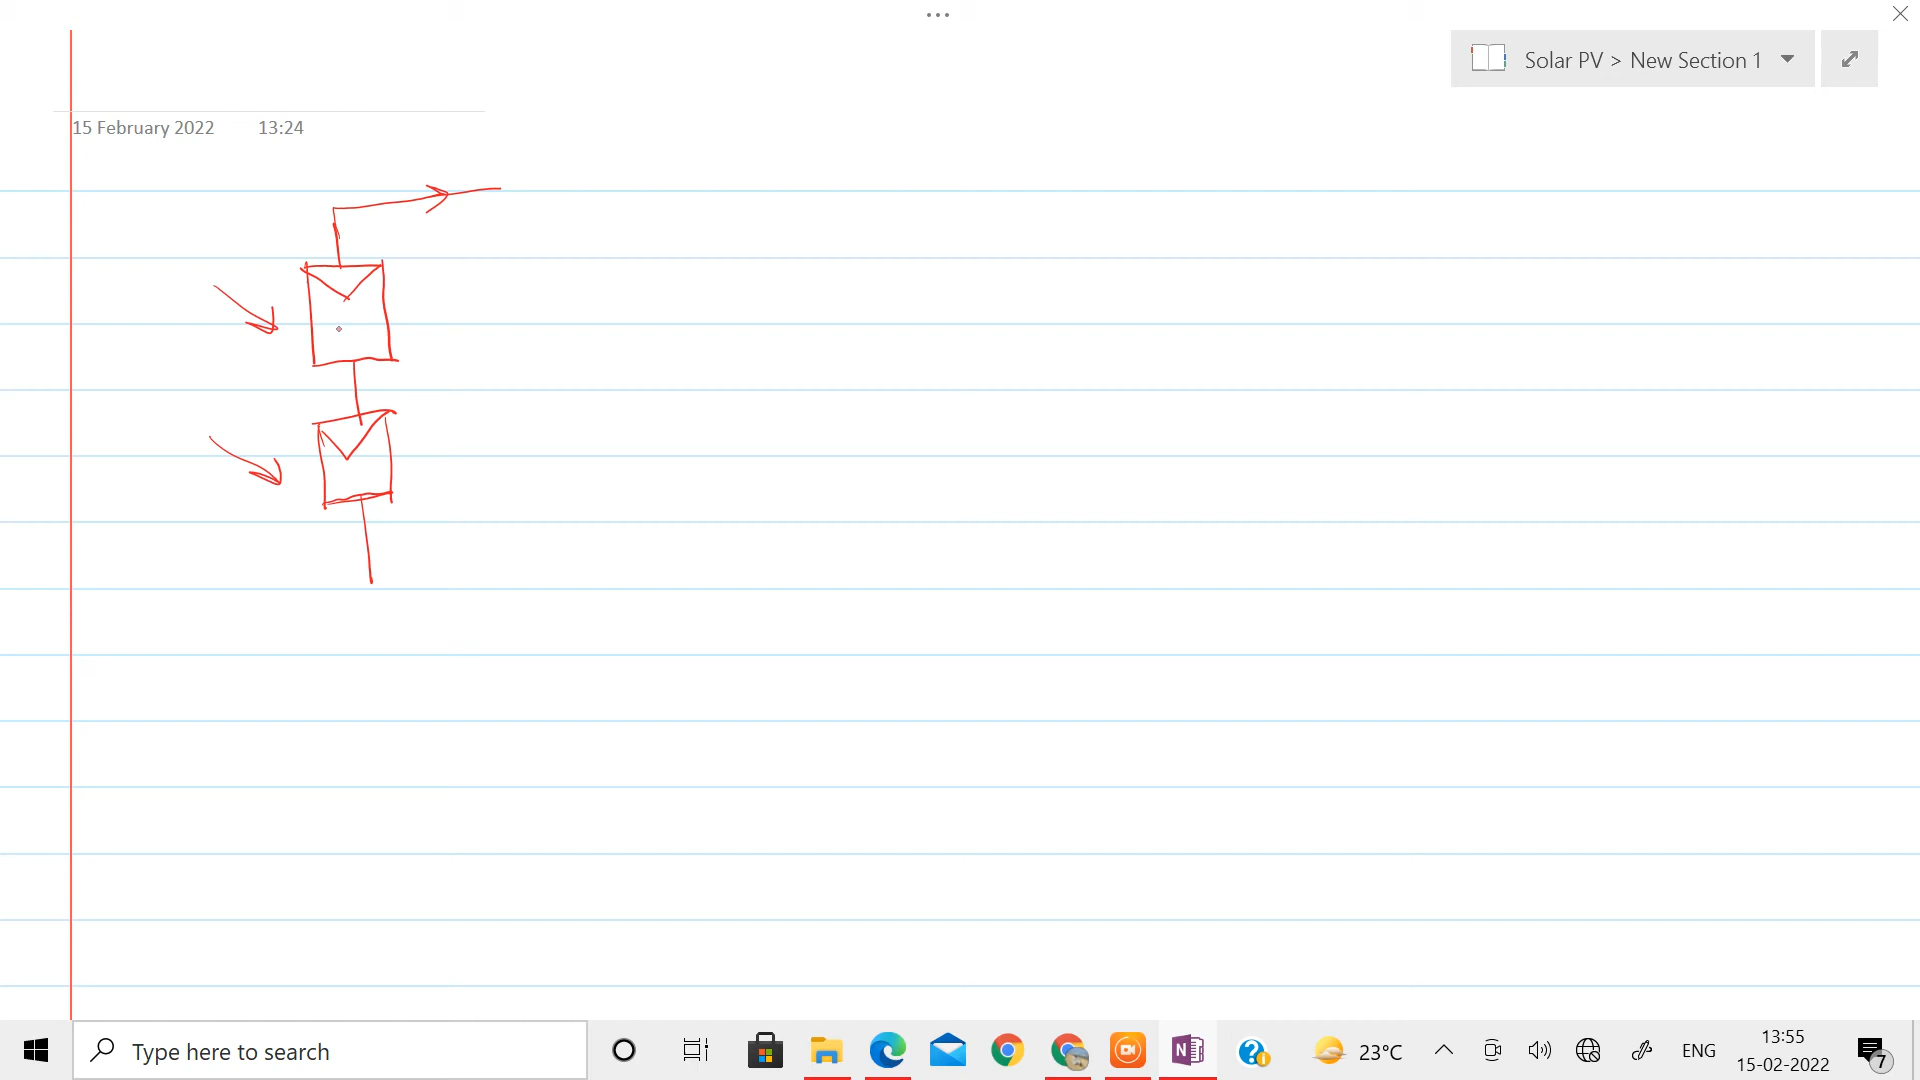 Solar PV > New Section 1
15 February 2022 13:24
Type here to search
23°C
ENG
13:55
15-02-2022
7